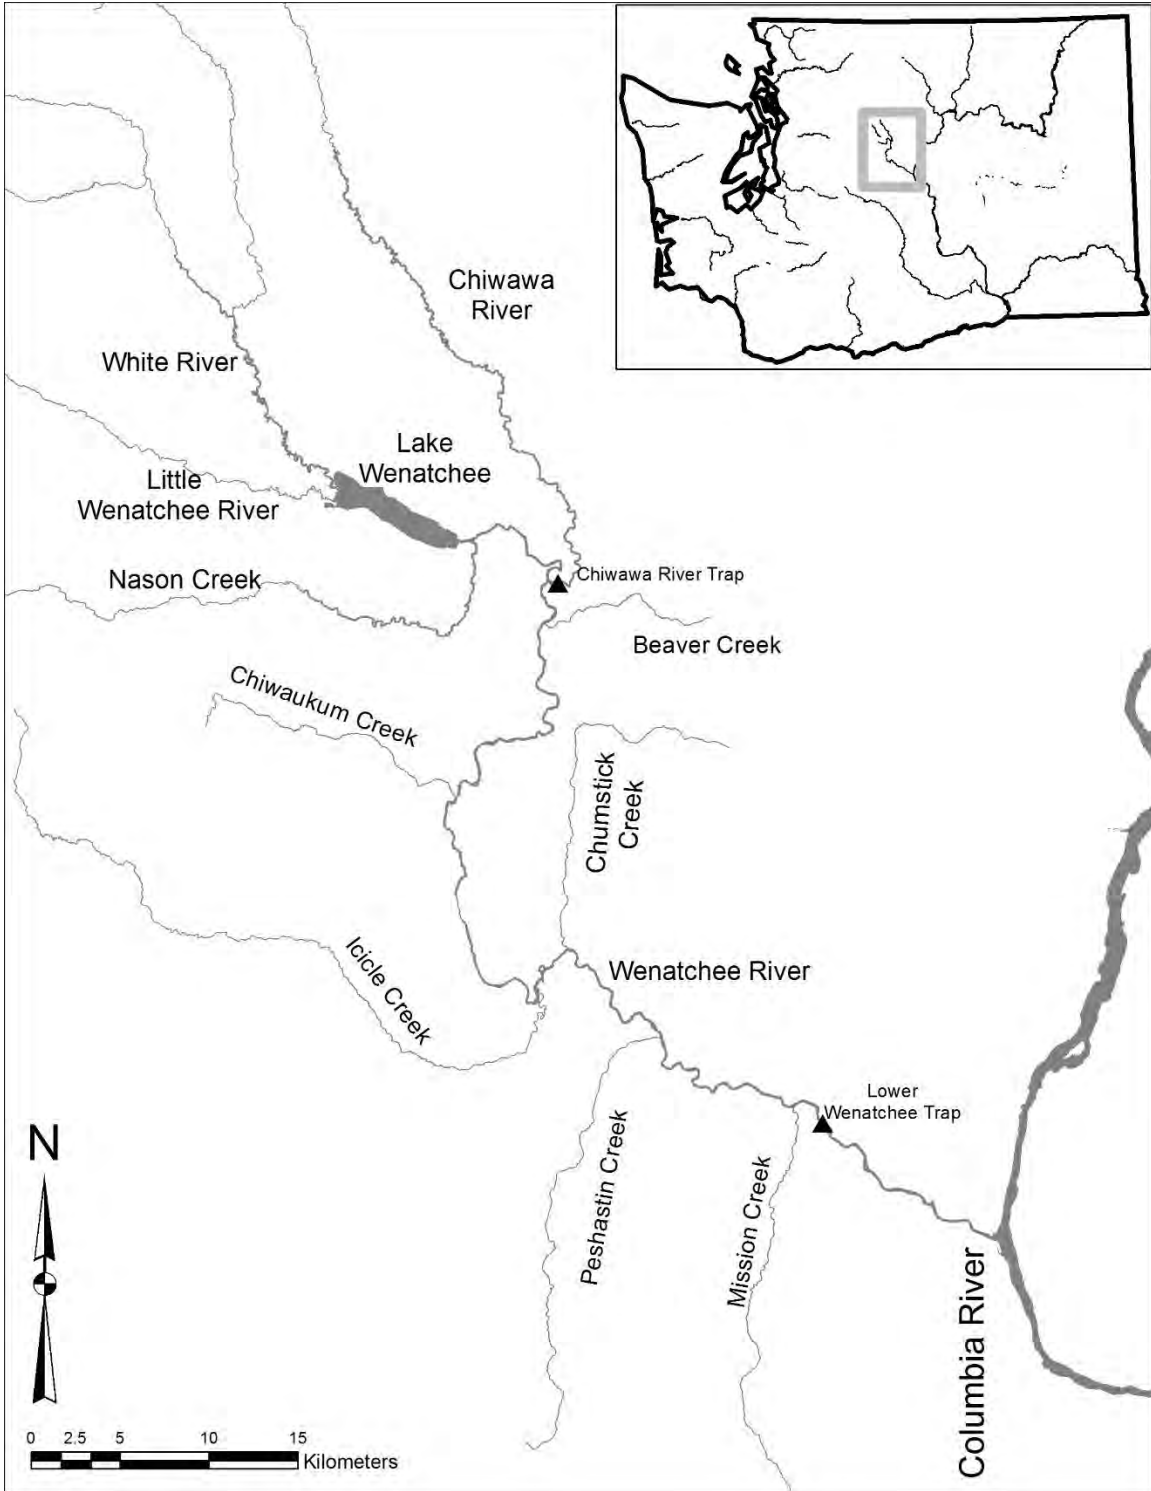 Chiwawa
River
White River
Lake
Wenatchee
Little
Wenatchee River
Nason Creek
Chiwawa River Trap
Beaver Creek
Chiwaukum Creek
Chumstick
Creek
Icicle Creek
Wenatchee River
Lower
Wenatchee Trap
Peshastin Creek
Mission Creek
Columbia River
N
0 2.5 5 10 15
Kilometers